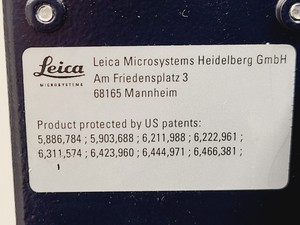 Leica
MICROSYSTEMS
Leica Microsystems Heidelberg GmbH
Am Friedensplatz 3
68165 Mannheim
Product protected by US patents:
5,886,784 ; 5,903,688 ; 6,211,988 ; 6,222,961 ;
6,311,574 ; 6,423,960 ; 6,444,971 ; 6,466,381 ;